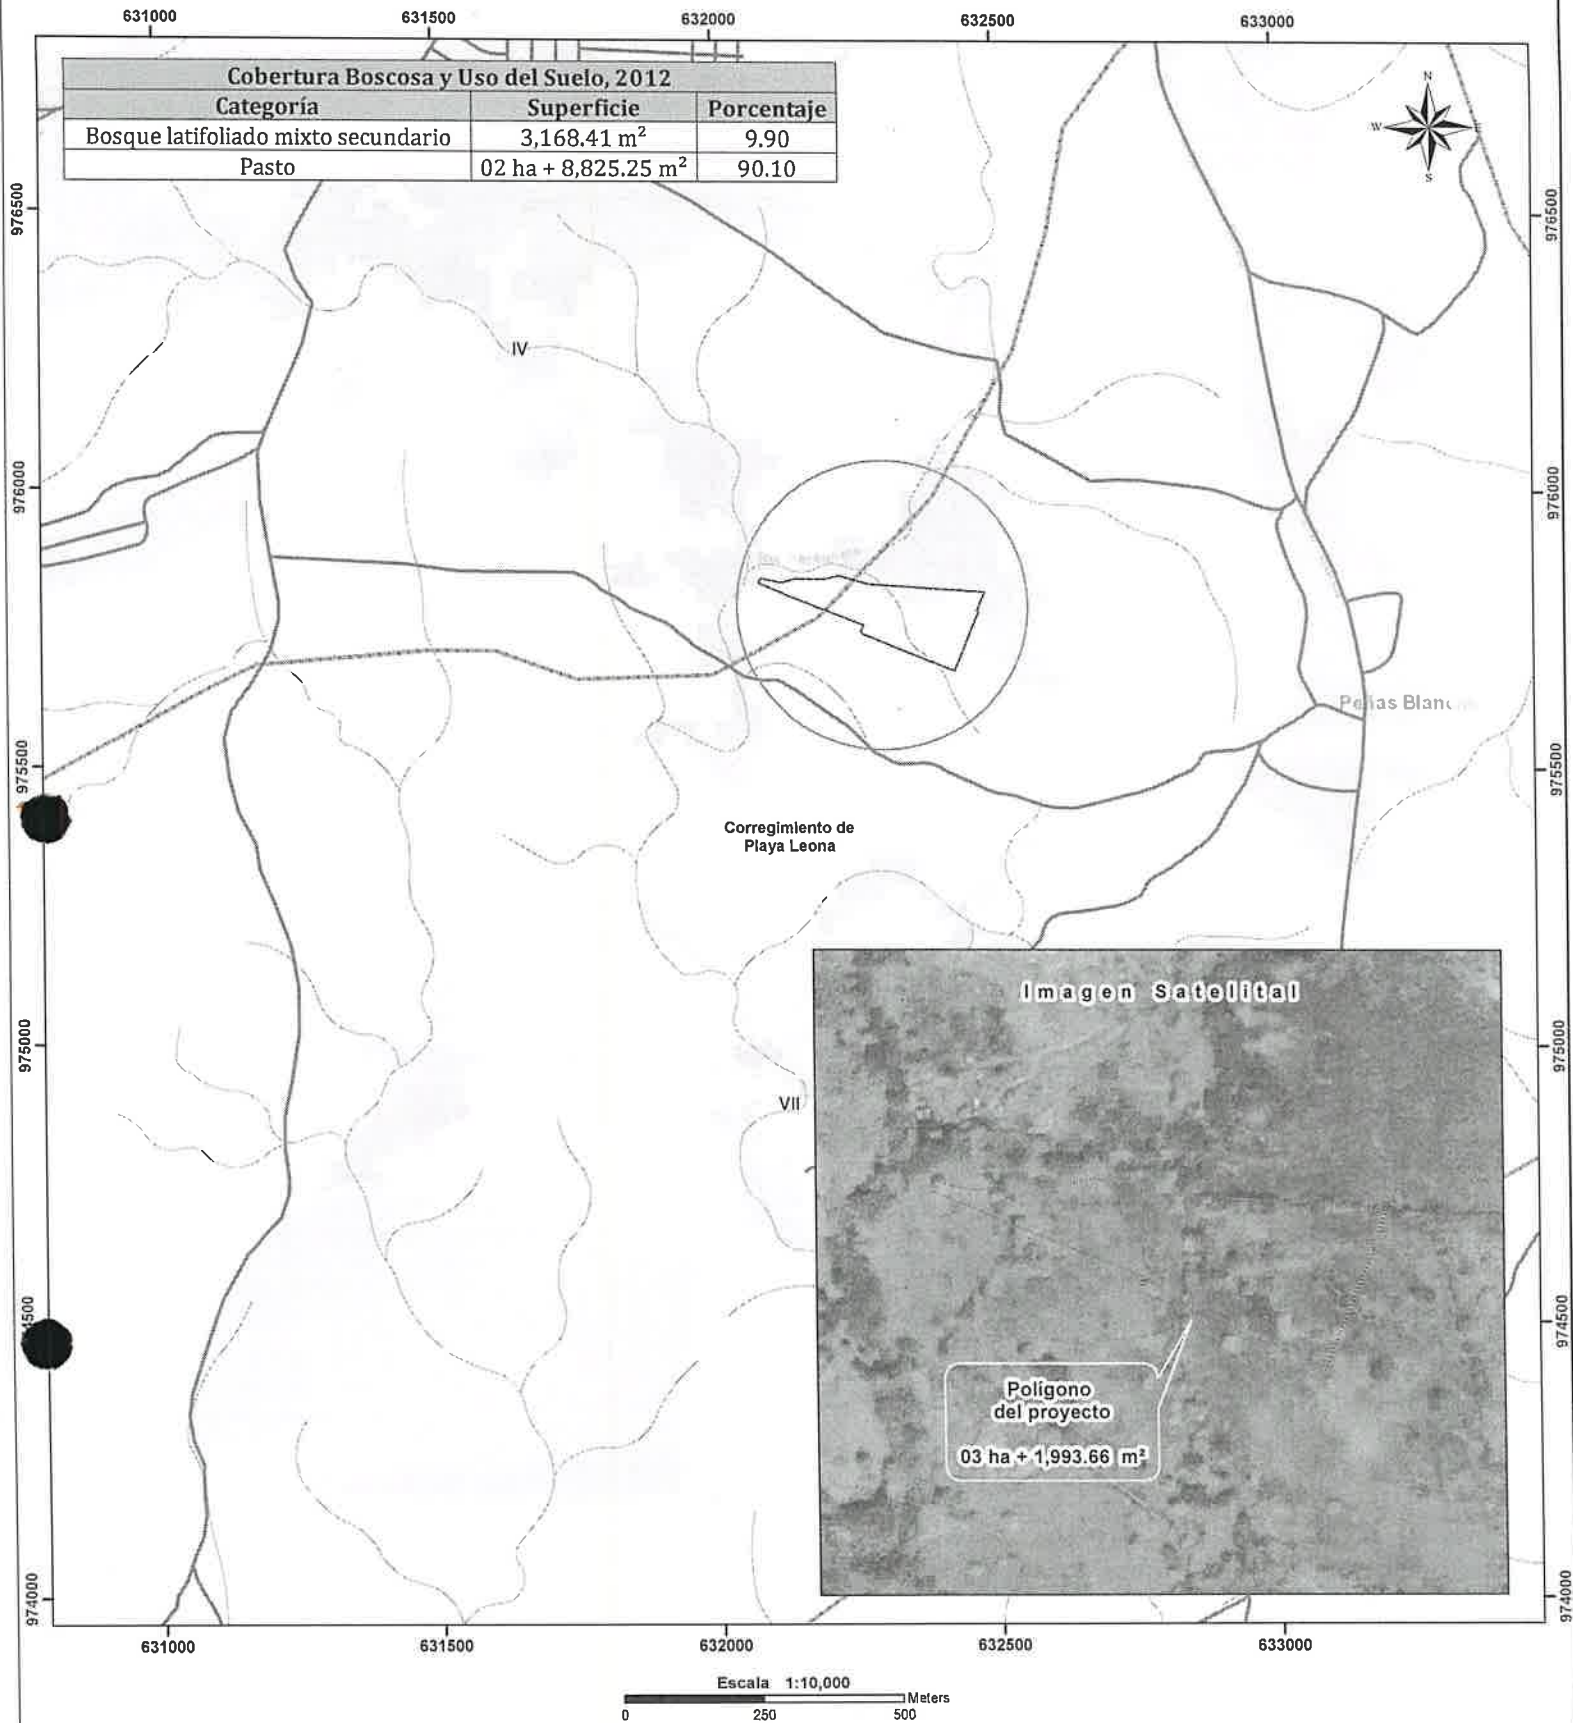 631000 631500 632000 632500 633000
Cobertura Boscosa y Uso del Suelo, 2012
Categoría Superficie Porcentaje
Bosque latifoliado mixto secundario 3,168.41 m² 9.90
Pasto 02 ha + 8,825.25 m² 90.10
N
W E
S
976500 976500
IV
976000 976000
Peñas Blan
975500 975500
Corregimiento de
Playa Leona
Imagen Satelital
975000 975000
VII
500 974500
Polígono
del proyecto
03 ha + 1,993.66 m²
974000 974000
631000 631500 632000 632500 633000
Escala 1:10,000
Meters
0 250 500